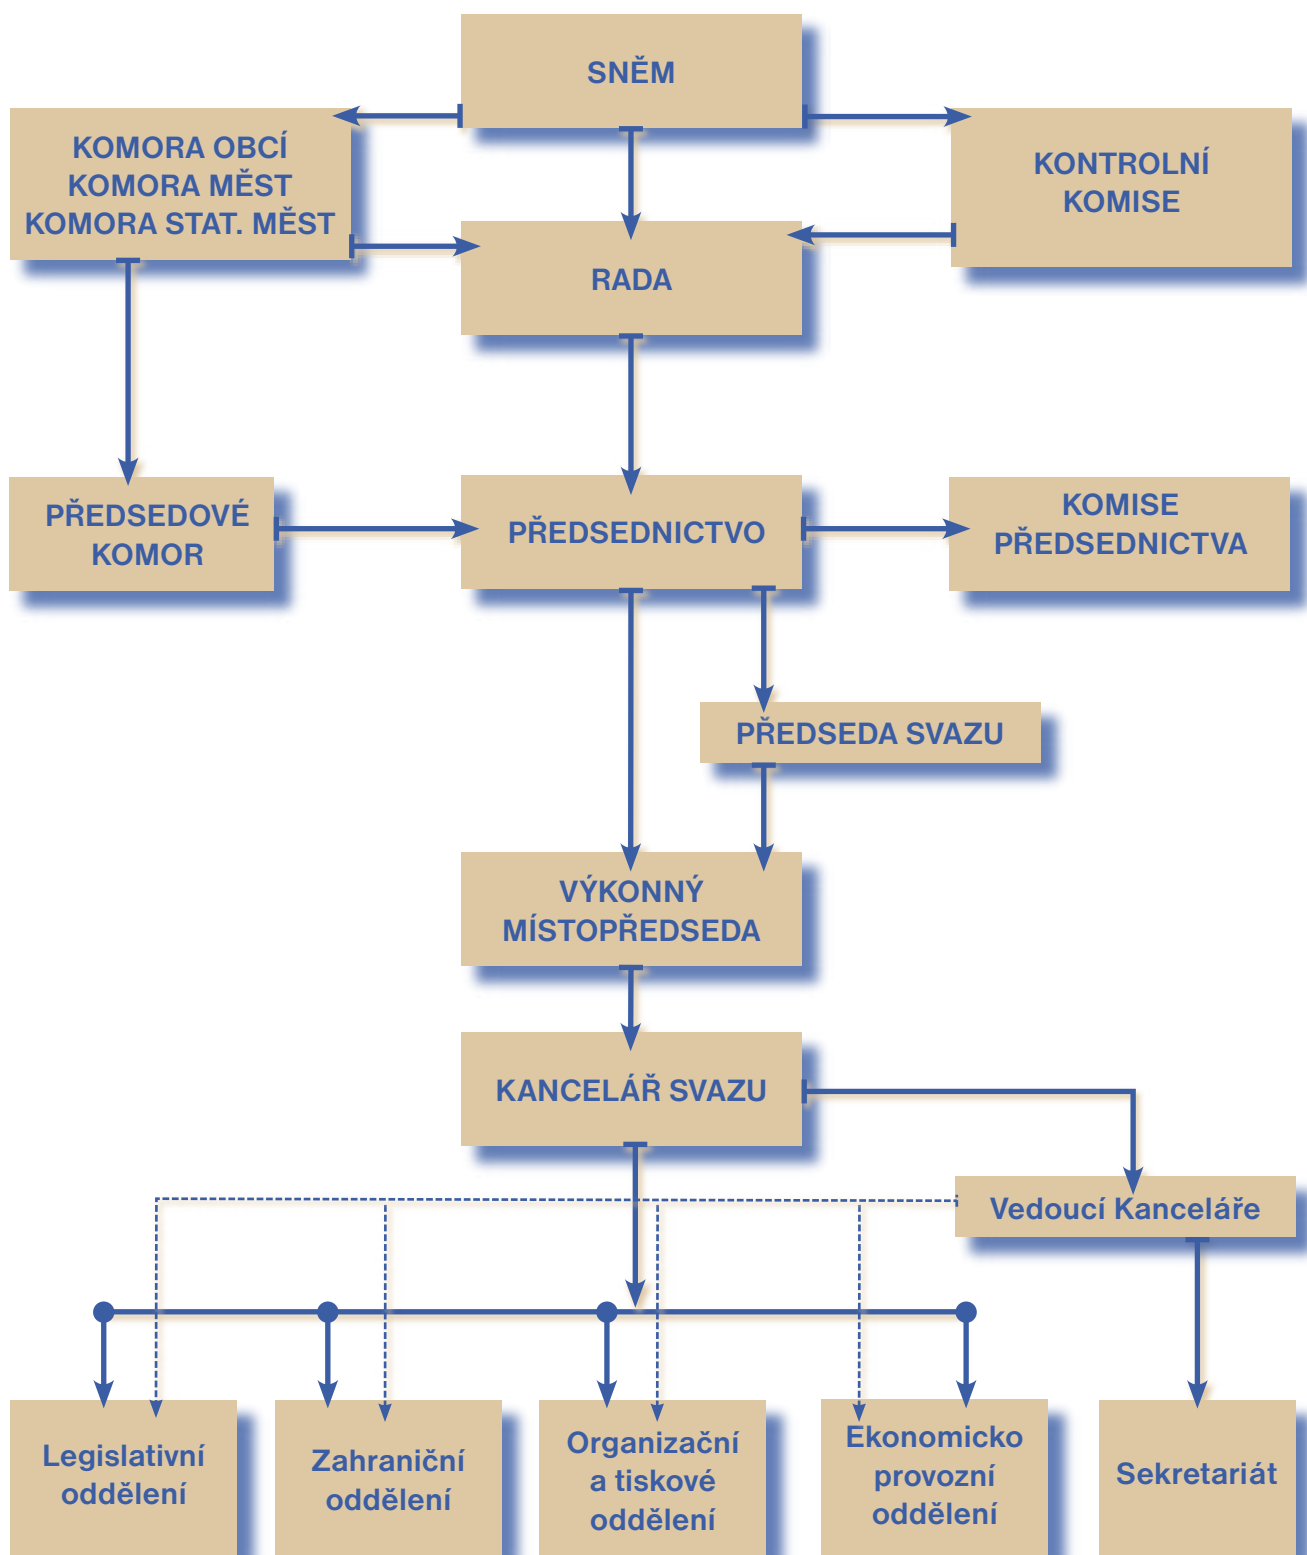 SNĚM
KOMORA OBCÍ
KOMORA MĚST
KOMORA STAT. MĚST
KONTROLNÍ
KOMISE
RADA
PŘEDSEDOVÉ
KOMOR
PŘEDSEDNICTVO
KOMISE
PŘEDSEDNICTVA
PŘEDSEDA SVAZU
VÝKONNÝ
MÍSTOPŘEDSEDA
KANCELÁŘ SVAZU
Vedoucí Kanceláře
Legislativní
oddělení
Zahraniční
oddělení
Organizační
a tiskové
oddělení
Ekonomicko
provozní
oddělení
Sekretariát